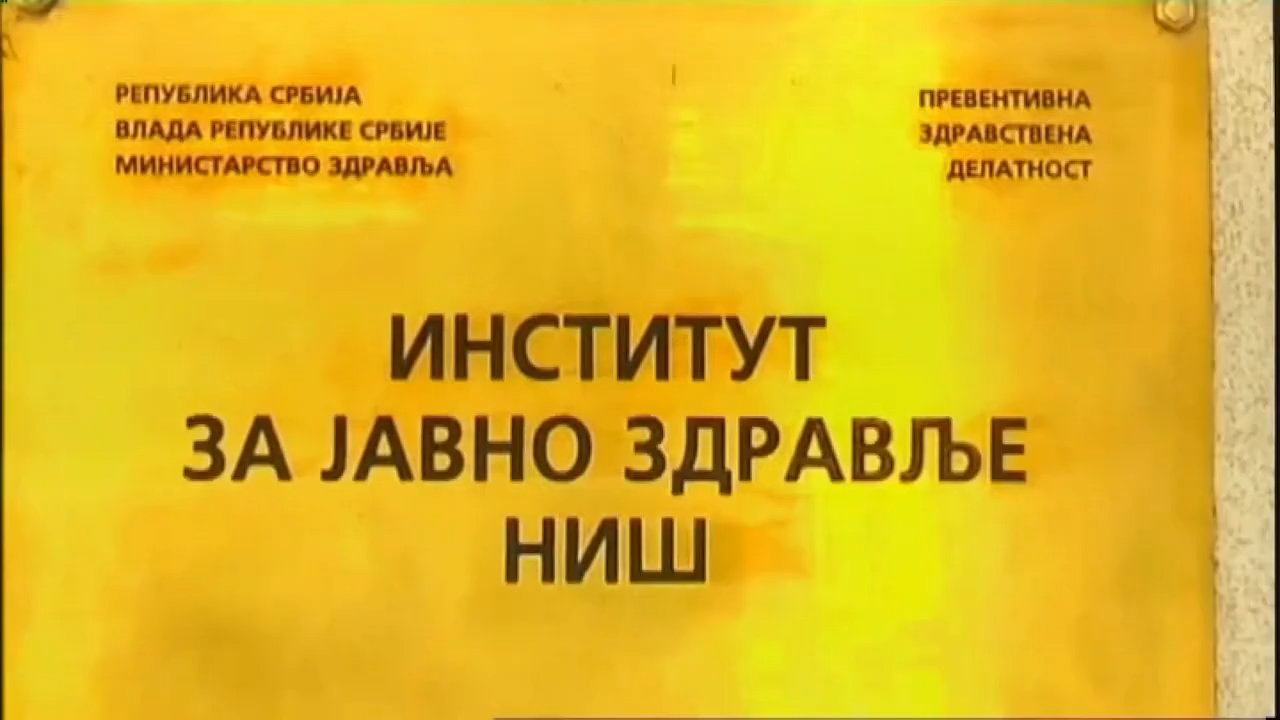 РЕПУБЛИКА СРБИЈА
ВЛАДА РЕПУБЛИКЕ СРБИЈЕ
МИНИСТАРСТВО ЗДРАВЉА
ПРЕВЕНТИВНА
ЗДРАВСТВЕНА
ДЕЛАТНОСТ
ИНСТИТУТ
ЗА ЈАВНО ЗДРАВЉЕ
НИШ